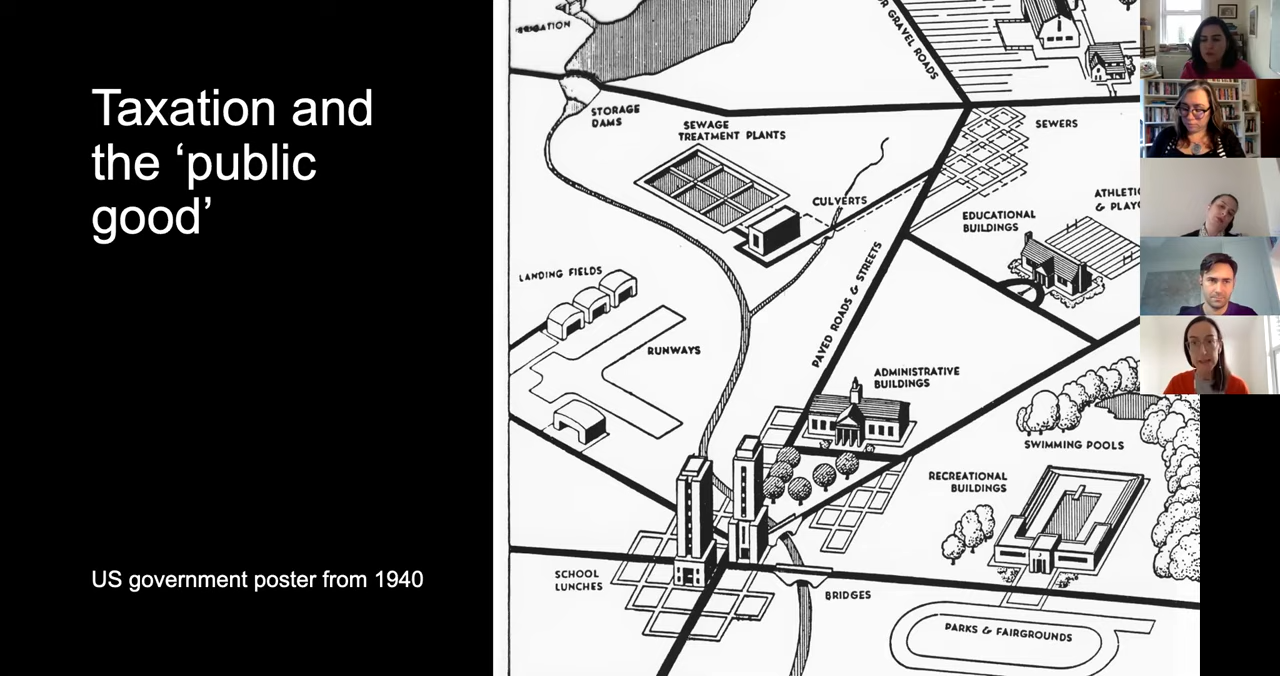 Taxation and
the ‘public
good’
US government poster from 1940
GRAVEL ROADS
STORAGE
DAMS
SEWAGE
TREATMENT PLANTS
SEWERS
CULVERTS
EDUCATIONAL
BUILDINGS
& 
LANDING FIELDS
PAVED ROADS & STREETS
RUNWAYS
ADMINISTRATIVE
BUILDINGS
SWIMMING POOLS
RECREATIONAL
BUILDINGS
SCHOOL
LUNCHES
BRIDGES
PARKS & FAIRGROUNDS